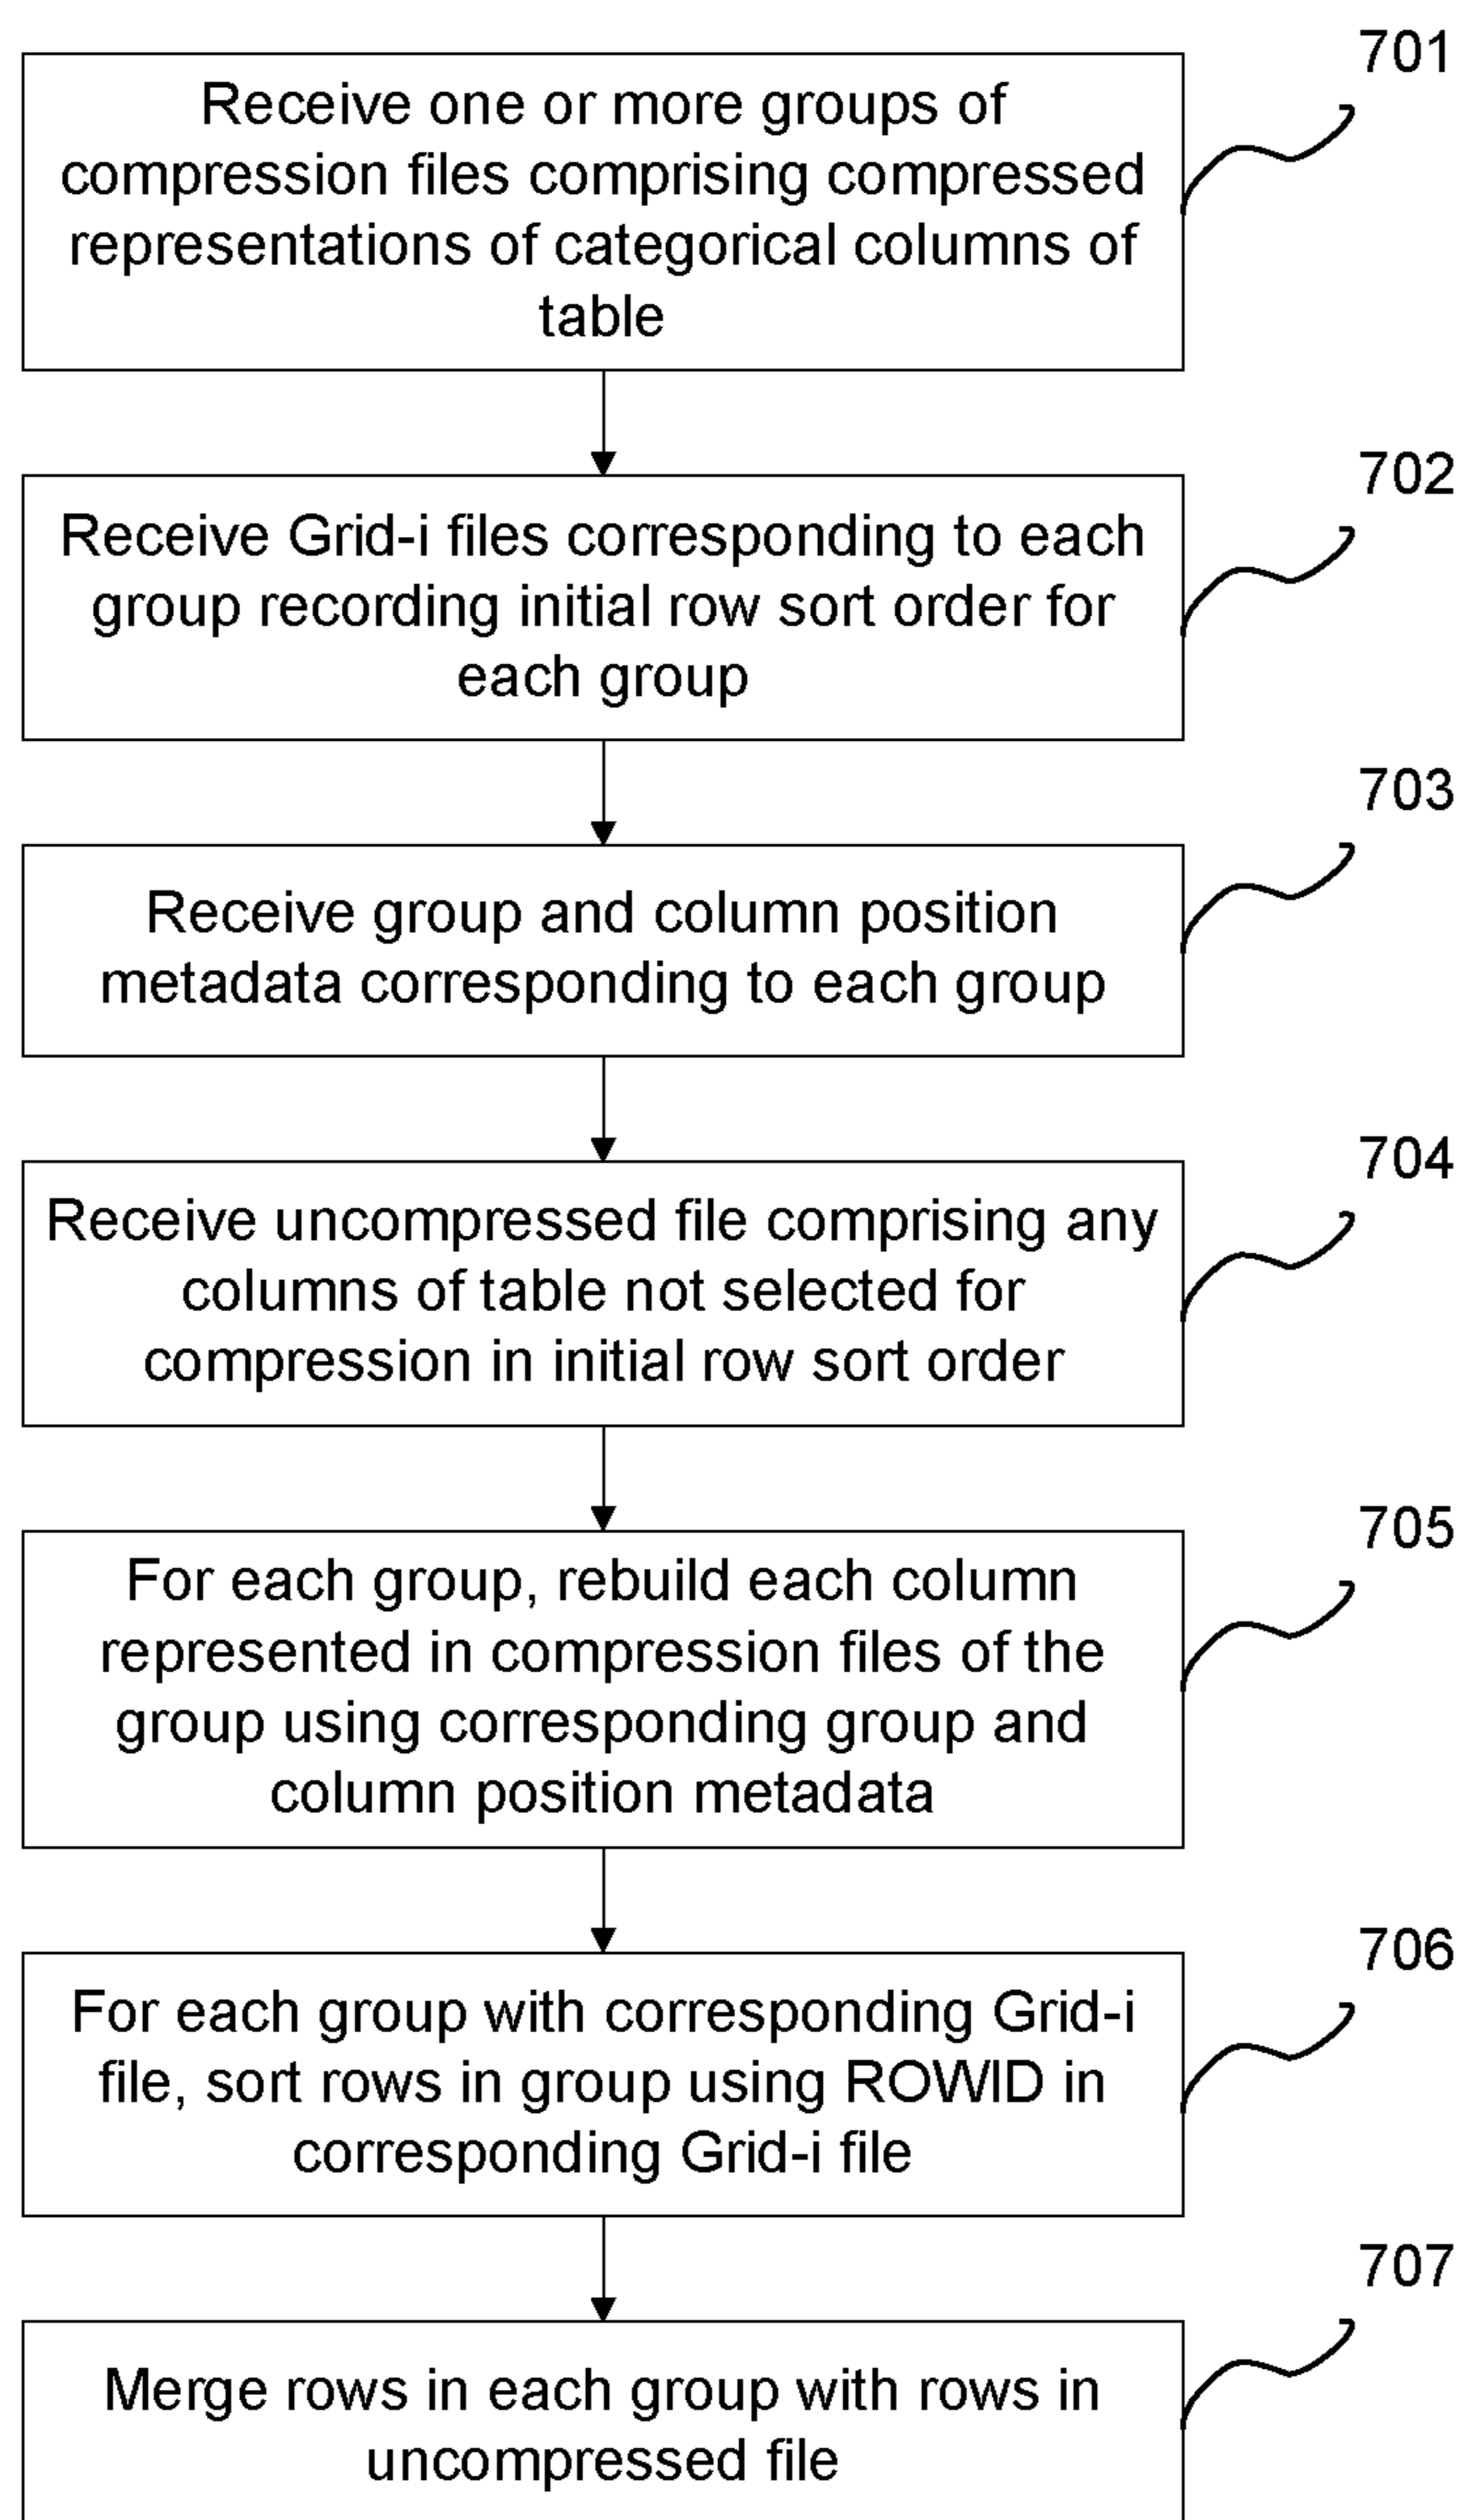 701
Receive one or more groups of
compression files comprising compressed
representations of categorical columns of
table
702
Receive Grid-i files corresponding to each
group recording initial row sort order for
each group
703
Receive group and column position
metadata corresponding to each group
704
Receive uncompressed file comprising any
columns of table not selected for
compression in initial row sort order
705
For each group, rebuild each column
represented in compression files of the
group using corresponding group and
column position metadata
706
For each group with corresponding Grid-i
file, sort rows in group using ROWID in
corresponding Grid-i file
707
Merge rows in each group with rows in
uncompressed file